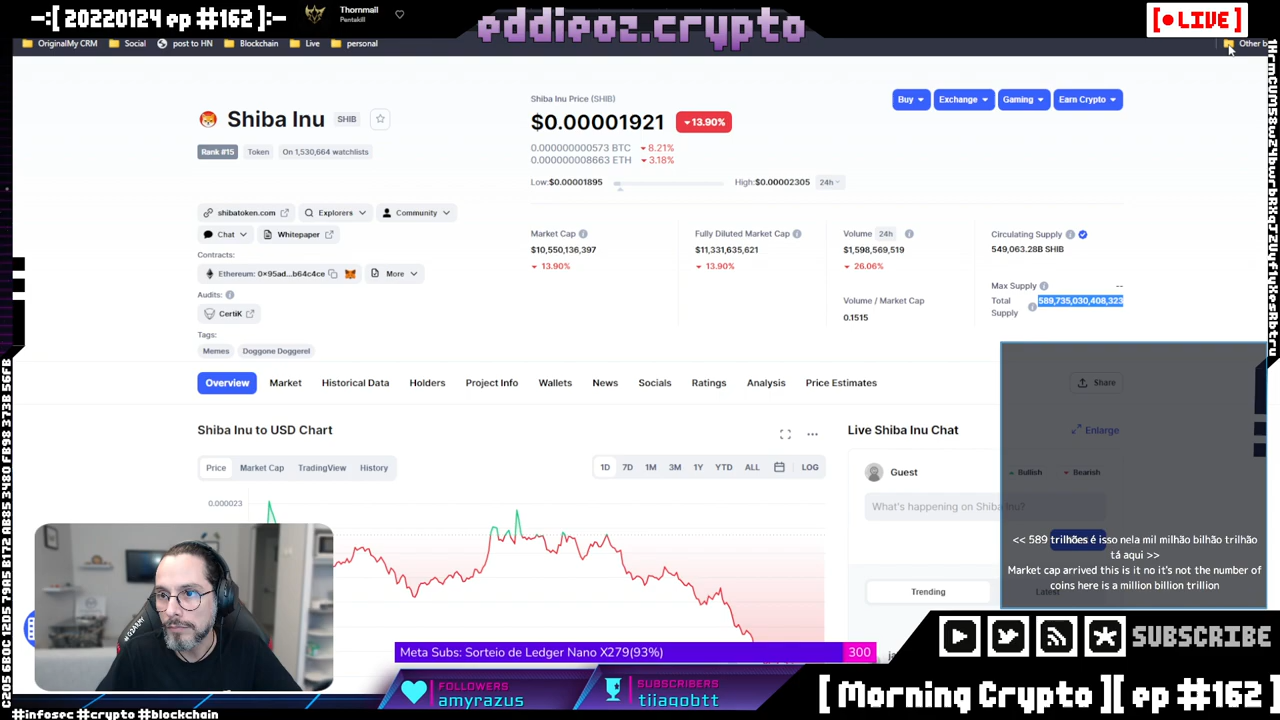 -:[ 20220124 ep #162]:-
Thornmail
Pentakill
eddieoz.crypto
[●LIVE]
OriginalMy CRM
Social
post to HN
Blockchain
Live
personal
Other b
Shiba Inu
SHIB
Rank #15
Token
On 1,530,664 watchlists
Shiba Inu Price (SHIB)
$0.00001921
13.90%
0.000000000573 BTC
8.21%
0.000000008663 ETH
3.18%
Low:$0.00001895
High:$0.00002305
24h
Buy
Exchange
Gaming
Earn Crypto
shibatoken.com
Explorers
Community
Chat
Whitepaper
Contracts:
Ethereum: 0x95ad...b64c4ce
More
Audits:
CertiK
Tags:
Memes
Doggone Doggerel
Market Cap
$10,550,136,397
13.90%
Fully Diluted Market Cap
$11,331,635,621
13.90%
Volume 24h
$1,598,569,519
26.06%
Volume / Market Cap
0.1515
Circulating Supply
549,063.28B SHIB
Max Supply
--
Total Supply
589,735,030,408,323
Overview
Market
Historical Data
Holders
Project Info
Wallets
News
Socials
Ratings
Analysis
Price Estimates
Share
Shiba Inu to USD Chart
Price
Market Cap
TradingView
History
1D
7D
1M
3M
1Y
YTD
ALL
LOG
0.000023
Live Shiba Inu Chat
Enlarge
Guest
Bullish
Bearish
What's happening on Shiba Inu?
Trending
Latest
<< 589 trilhões é isso nela mil milhão bilhão trilhão
tá aqui >>
Market cap arrived this is it no it's not the number of
coins here is a million billion trillion
Meta Subs: Sorteio de Ledger Nano X279(93%)
300
FOLLOWERS
amyrazus
SUBSCRIBERS
tiiagobtt
SUBSCRIBE
[ Morning Crypto ][ ep #162]
#infosec #crypto #blockchain